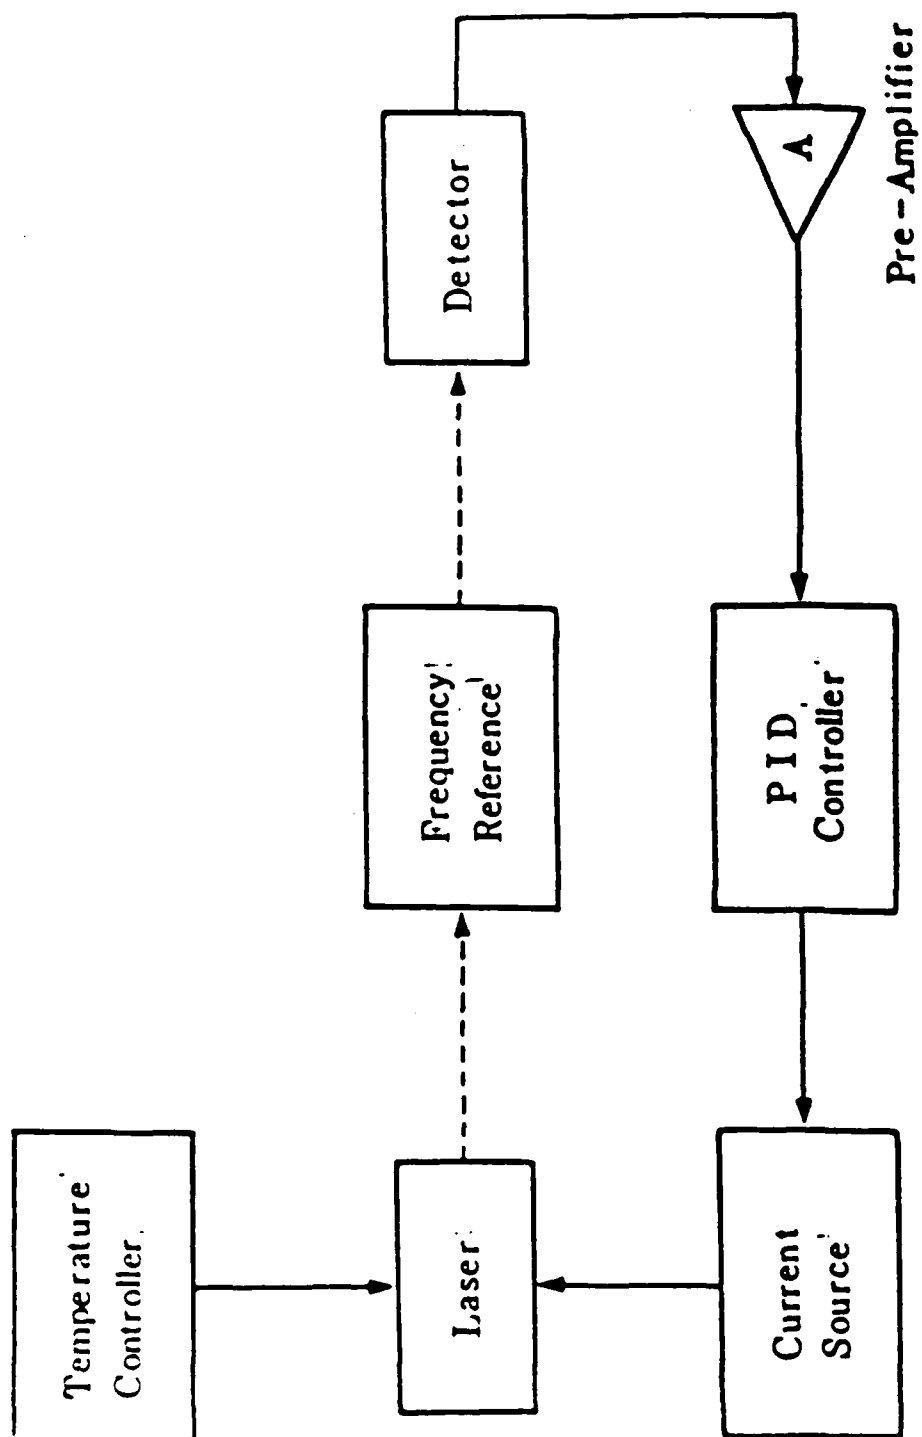 Temperature
Controller
Laser
Current
Source
Frequency
Reference
PID
Controller
Detector
A
Pre-Amplifier